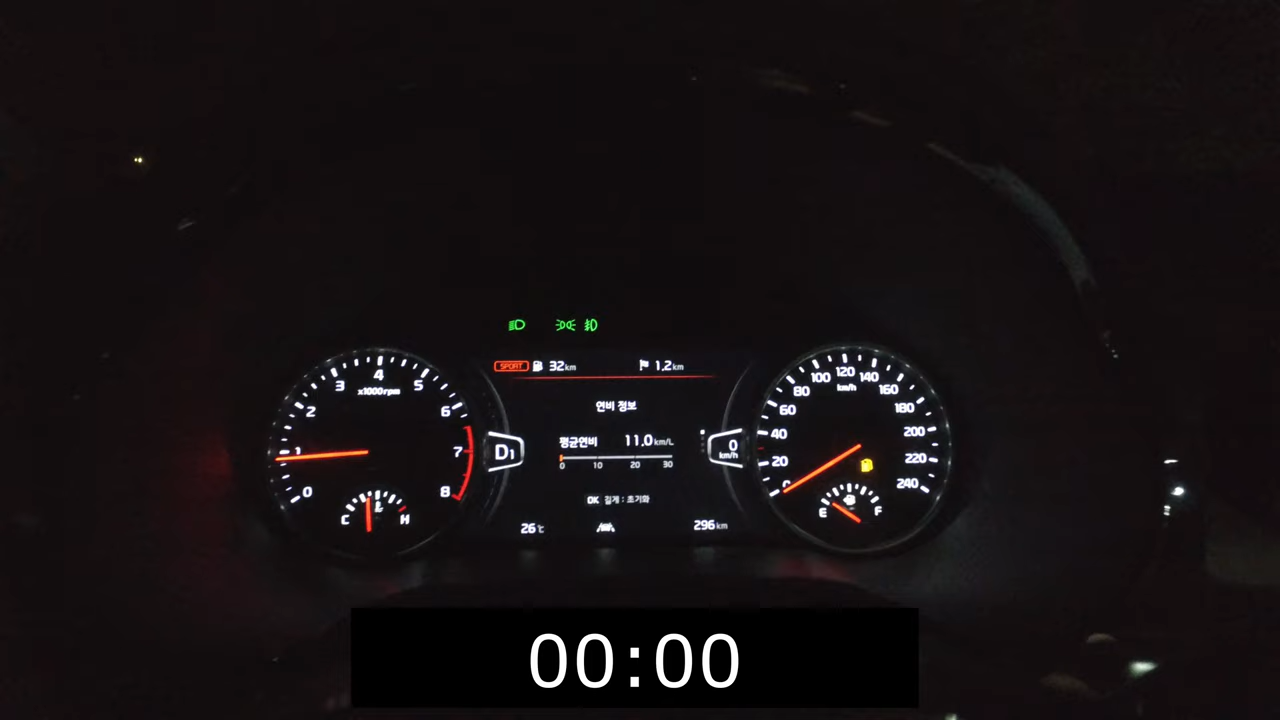 SPORT 32km 1.2km
연비 정보
평균연비 11.0km/L
0 10 20 30
OK 길게 : 초기화
26℃ 296km
0 1 2 3 4 5 6 7 8
x1000rpm
C H
D1
0
km/h
0 20 40 60 80 100 120 140 160 180 200 220 240
km/h
E F
00:00